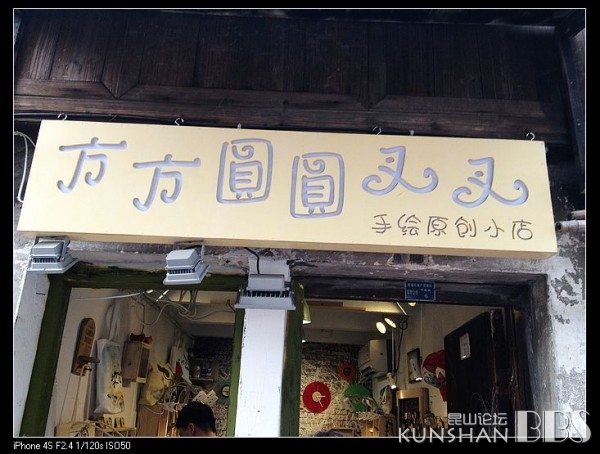 方方圓圓叉叉
手绘原创小店
昆山论坛
KUNSHAN BBS
iPhone 4S F2.4 1/120s ISO50